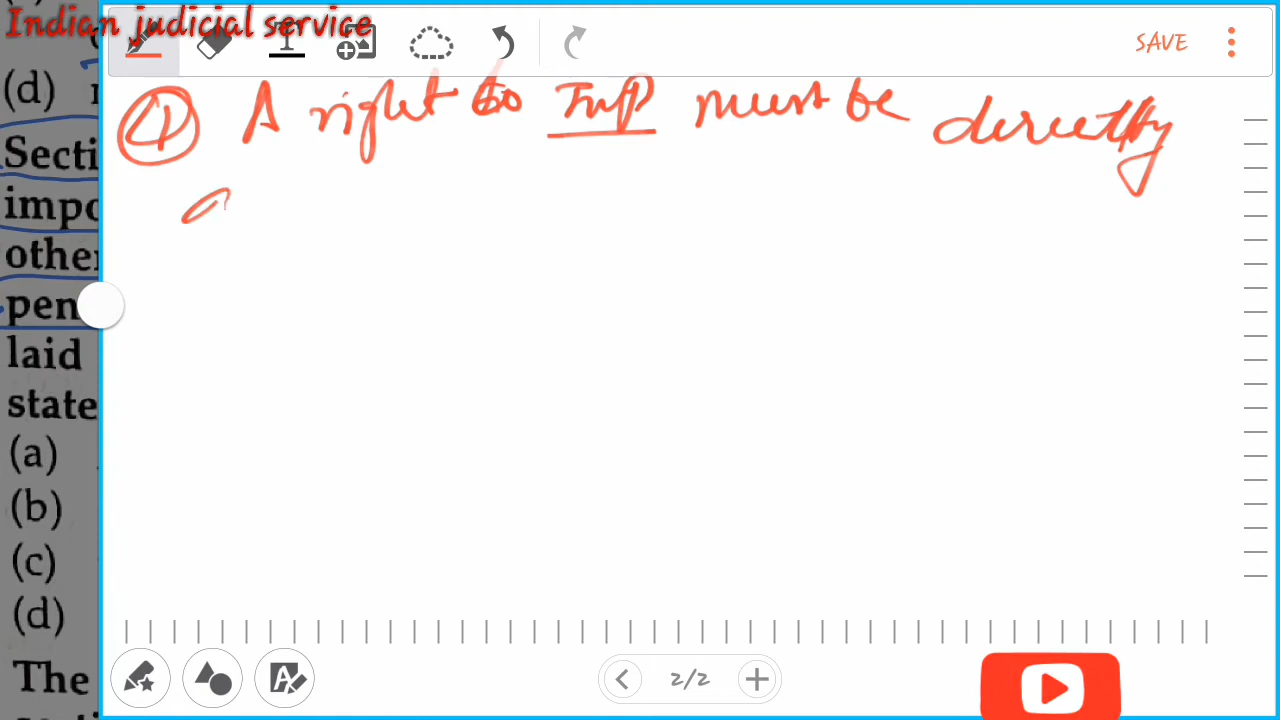 Indian judicial service
T
SAVE
(d)
① A right to ImP must be directly
Secti
impo
other
pen
laid
state
(a)
(b)
(c)
(d)
The
A
2/2